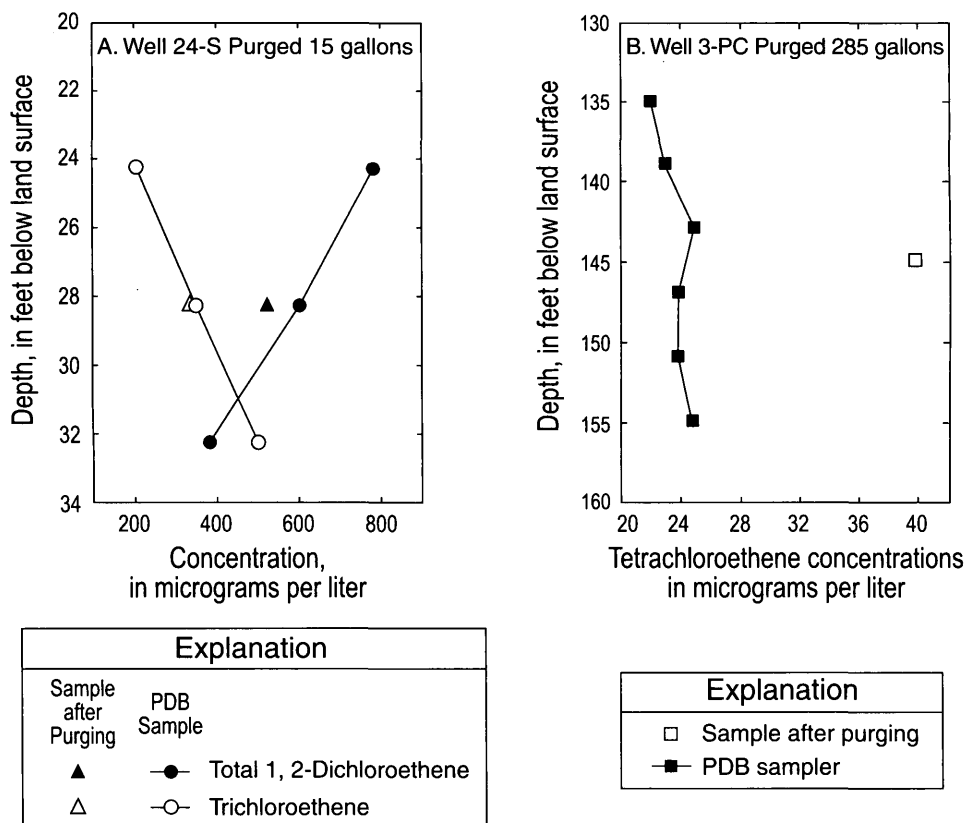 A. Well 24-S Purged 15 gallons
20
22
24
26
28
30
32
34
Depth, in feet below land surface
200
400
600
800
Concentration,
in micrograms per liter
B. Well 3-PC Purged 285 gallons
130
135
140
145
150
155
160
Depth, in feet below land surface
20
24
28
32
36
40
Tetrachloroethene concentrations
in micrograms per liter
Explanation
Sample
after
Purging
PDB
Sample
Total 1, 2-Dichloroethene
Trichloroethene
Explanation
Sample after purging
PDB sampler